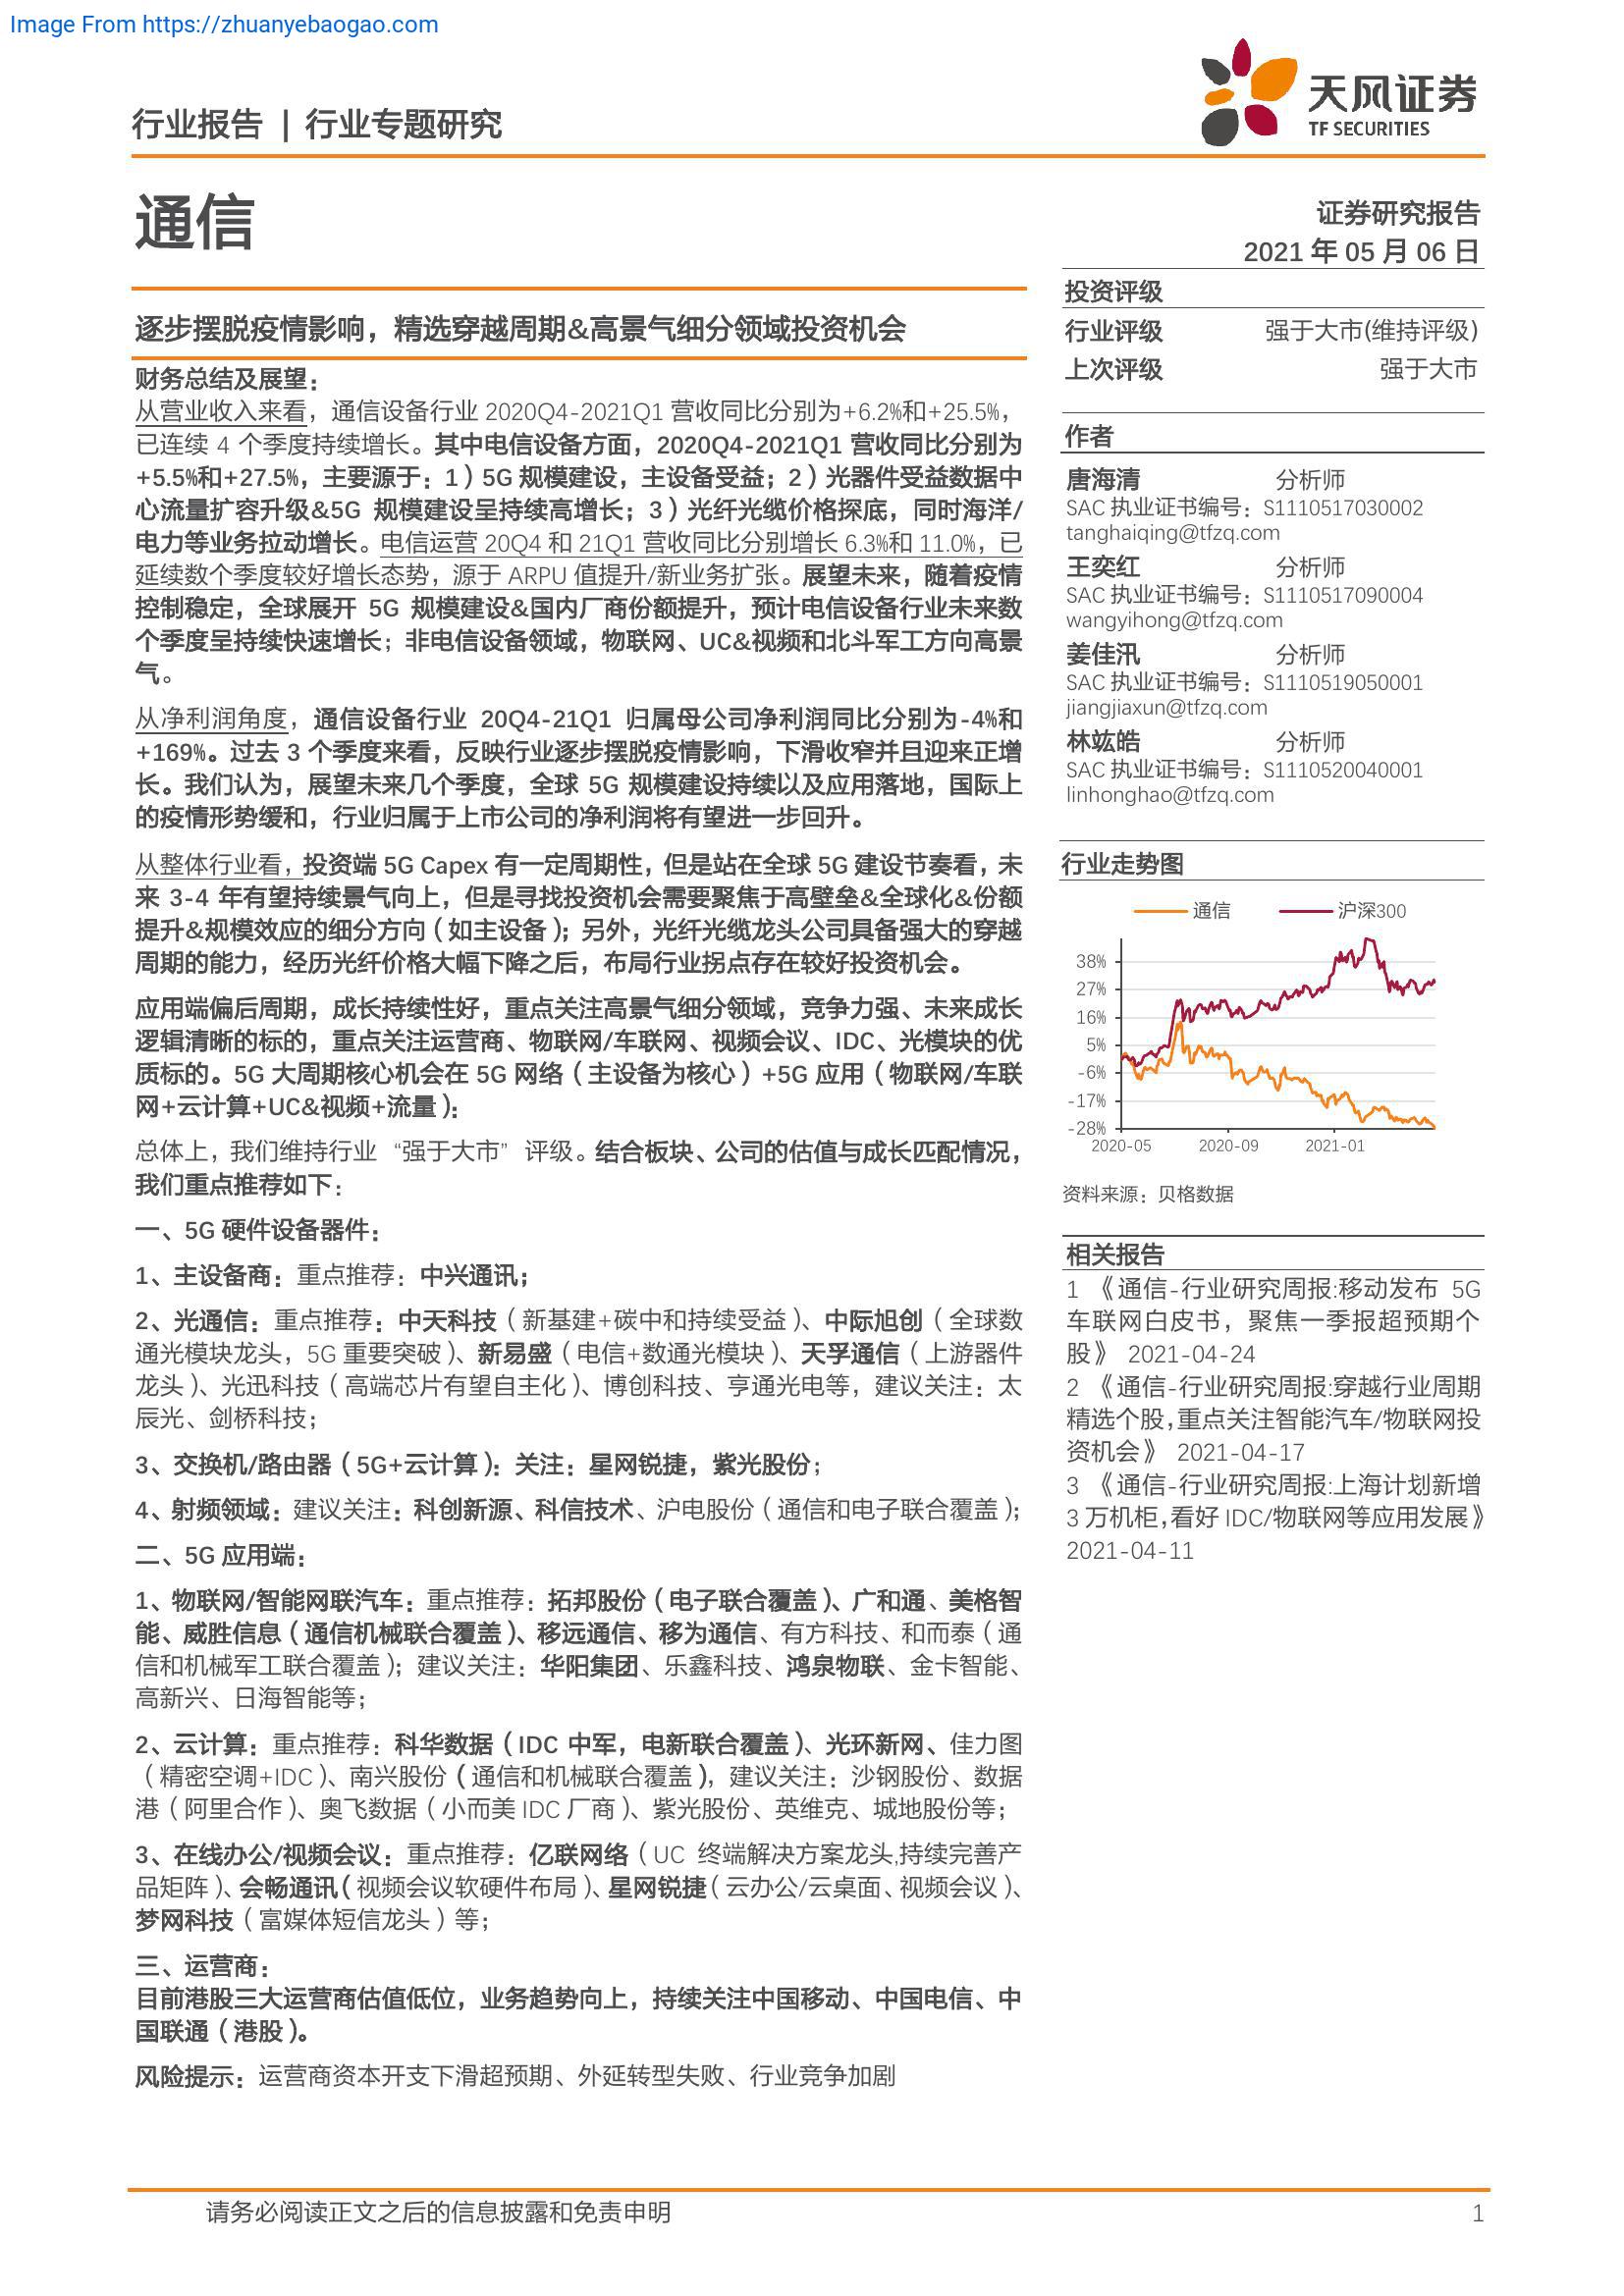 Image From https://zhuanyebaogao.com
行业报告 | 行业专题研究
天风证券
TF SECURITIES
通信
证券研究报告
2021 年 05 月 06 日
逐步摆脱疫情影响，精选穿越周期&高景气细分领域投资机会
财务总结及展望：
从营业收入来看，通信设备行业 2020Q4-2021Q1 营收同比分别为+6.2%和+25.5%，
已连续 4 个季度持续增长。其中电信设备方面，2020Q4-2021Q1 营收同比分别为
+5.5%和+27.5%，主要源于：1）5G 规模建设，主设备受益；2）光器件受益数据中
心流量扩容升级&5G 规模建设呈持续高增长；3）光纤光缆价格探底，同时海洋/
电力等业务拉动增长。电信运营 20Q4 和 21Q1 营收同比分别增长 6.3%和 11.0%，已
延续数个季度较好增长态势，源于 ARPU 值提升/新业务扩张。展望未来，随着疫情
控制稳定，全球展开 5G 规模建设&国内厂商份额提升，预计电信设备行业未来数
个季度呈持续快速增长；非电信设备领域，物联网、UC&视频和北斗军工方向高景
气。
从净利润角度，通信设备行业 20Q4-21Q1 归属母公司净利润同比分别为-4%和
+169%。过去 3 个季度来看，反映行业逐步摆脱疫情影响，下滑收窄并且迎来正增
长。我们认为，展望未来几个季度，全球 5G 规模建设持续以及应用落地，国际上
的疫情形势缓和，行业归属于上市公司的净利润将有望进一步回升。
从整体行业看，投资端 5G Capex 有一定周期性，但是站在全球 5G 建设节奏看，未
来 3-4 年有望持续景气向上，但是寻找投资机会需要聚焦于高壁垒&全球化&份额
提升&规模效应的细分方向（如主设备）；另外，光纤光缆龙头公司具备强大的穿越
周期的能力，经历光纤价格大幅下降之后，布局行业拐点存在较好投资机会。
应用端偏后周期，成长持续性好，重点关注高景气细分领域，竞争力强、未来成长
逻辑清晰的标的，重点关注运营商、物联网/车联网、视频会议、IDC、光模块的优
质标的。5G 大周期核心机会在 5G 网络（主设备为核心）+5G 应用（物联网/车联
网+云计算+UC&视频+流量）：
总体上，我们维持行业 “强于大市” 评级。结合板块、公司的估值与成长匹配情况，
我们重点推荐如下：
一、5G 硬件设备器件：
1、主设备商：重点推荐：中兴通讯；
2、光通信：重点推荐：中天科技（新基建+碳中和持续受益）、中际旭创（全球数
通光模块龙头，5G 重要突破）、新易盛（电信+数通光模块）、天孚通信（上游器件
龙头）、光迅科技（高端芯片有望自主化）、博创科技、亨通光电等，建议关注：太
辰光、剑桥科技；
3、交换机/路由器（5G+云计算）：关注：星网锐捷，紫光股份；
4、射频领域：建议关注：科创新源、科信技术、沪电股份（通信和电子联合覆盖）；
二、5G 应用端：
1、物联网/智能网联汽车：重点推荐：拓邦股份（电子联合覆盖）、广和通、美格智
能、威胜信息（通信机械联合覆盖）、移远通信、移为通信、有方科技、和而泰（通
信和机械军工联合覆盖）；建议关注：华阳集团、乐鑫科技、鸿泉物联、金卡智能、
高新兴、日海智能等；
2、云计算：重点推荐：科华数据（IDC 中军，电新联合覆盖）、光环新网、佳力图
（精密空调+IDC）、南兴股份（通信和机械联合覆盖），建议关注：沙钢股份、数据
港（阿里合作）、奥飞数据（小而美 IDC 厂商）、紫光股份、英维克、城地股份等；
3、在线办公/视频会议：重点推荐：亿联网络（UC 终端解决方案龙头,持续完善产
品矩阵）、会畅通讯（视频会议软硬件布局）、星网锐捷（云办公/云桌面、视频会议）、
梦网科技（富媒体短信龙头）等；
三、运营商：
目前港股三大运营商估值低位，业务趋势向上，持续关注中国移动、中国电信、中
国联通（港股）。
风险提示：运营商资本开支下滑超预期、外延转型失败、行业竞争加剧
投资评级
行业评级 强于大市(维持评级)
上次评级 强于大市
作者
唐海清 分析师
SAC 执业证书编号：S1110517030002
tanghaiqing@tfzq.com
王奕红 分析师
SAC 执业证书编号：S1110517090004
wangyihong@tfzq.com
姜佳汛 分析师
SAC 执业证书编号：S1110519050001
jiangjiaxun@tfzq.com
林竑皓 分析师
SAC 执业证书编号：S1110520040001
linhonghao@tfzq.com
行业走势图
通信 沪深300
38%
27%
16%
5%
-6%
-17%
-28%
2020-05 2020-09 2021-01
资料来源：贝格数据
相关报告
1 《通信-行业研究周报:移动发布 5G
车联网白皮书，聚焦一季报超预期个
股》 2021-04-24
2 《通信-行业研究周报:穿越行业周期
精选个股,重点关注智能汽车/物联网投
资机会》 2021-04-17
3 《通信-行业研究周报:上海计划新增
3 万机柜,看好 IDC/物联网等应用发展》
2021-04-11
请务必阅读正文之后的信息披露和免责申明 1